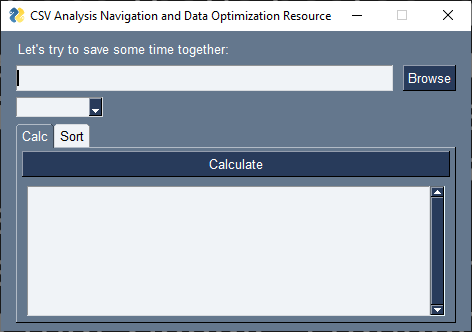 CSV Analysis Navigation and Data Optimization Resource
Let's try to save some time together:
Browse
Calc Sort
Calculate